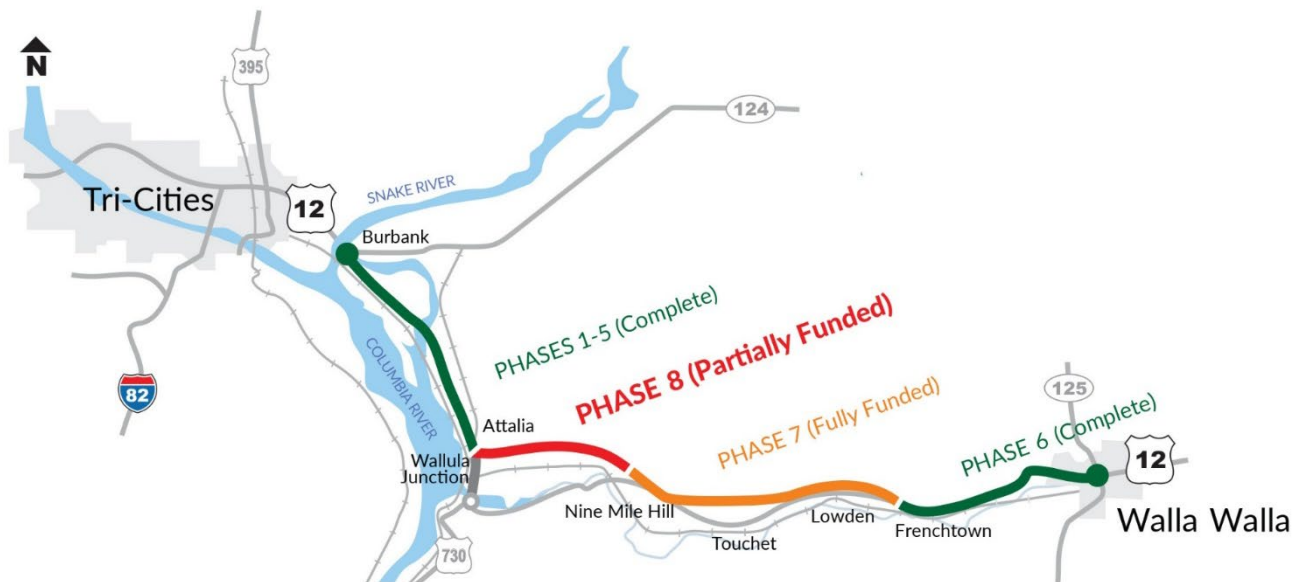 N
395
124
SNAKE RIVER
Tri-Cities
12
Burbank
PHASES 1-5 (Complete)
PHASE 8 (Partially Funded)
COLUMBIA RIVER
82
125
PHASE 7 (Fully Funded)
PHASE 6 (Complete)
Attalia
Wallula
Junction
12
Nine Mile Hill
Lowden
Frenchtown
Walla Walla
Touchet
730